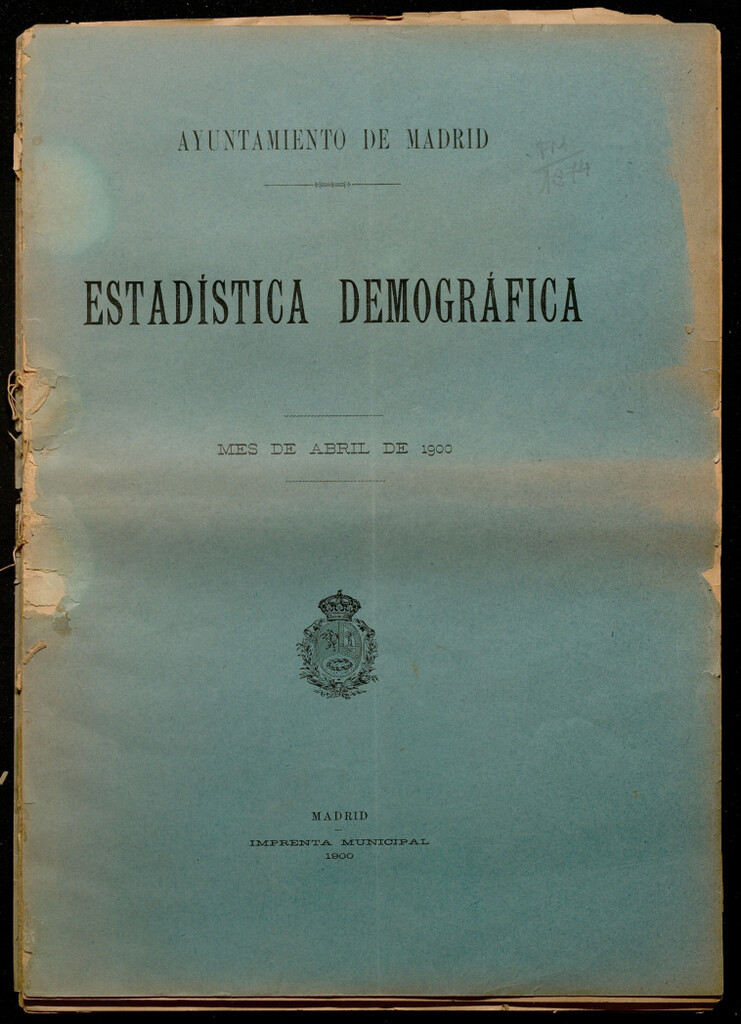 AYUNTAMIENTO DE MADRID
ESTADÍSTICA DEMOGRÁFICA
MES DE ABRIL DE 1900
MADRID
IMPRENTA MUNICIPAL
1900